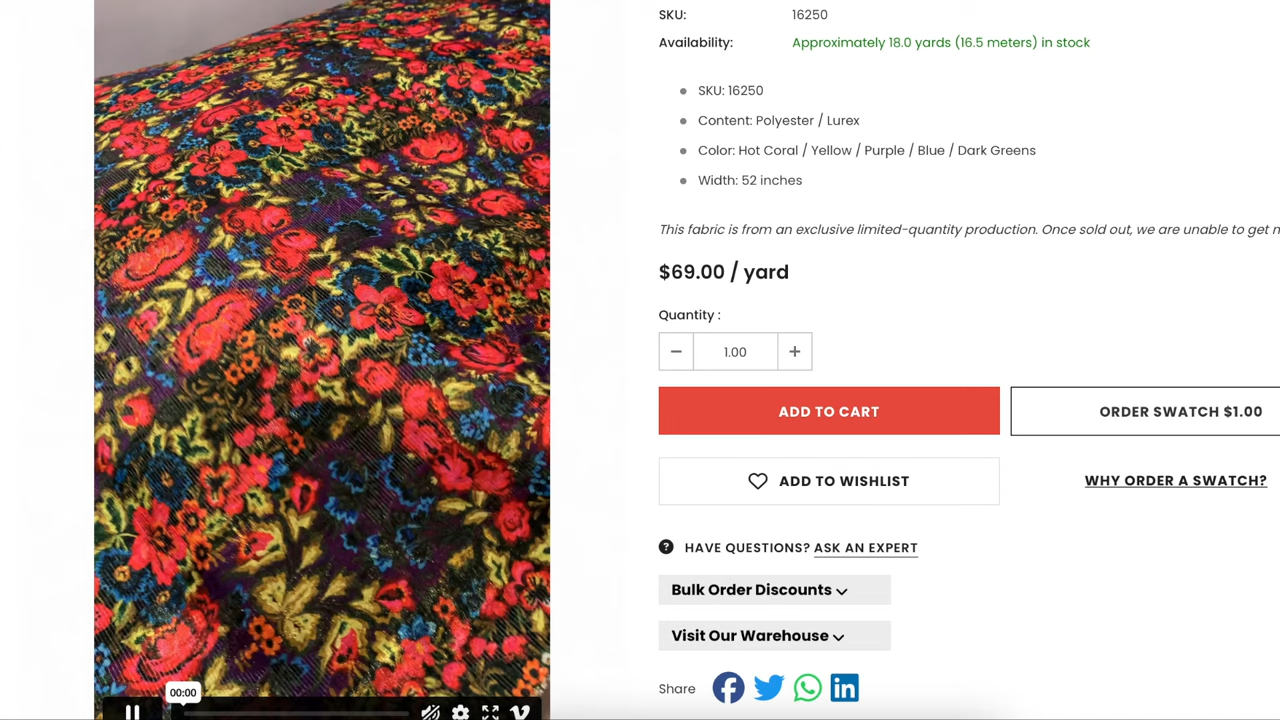 SKU: 16250
Availability: Approximately 18.0 yards (16.5 meters) in stock
SKU: 16250
Content: Polyester / Lurex
Color: Hot Coral / Yellow / Purple / Blue / Dark Greens
Width: 52 inches
This fabric is from an exclusive limited-quantity production. Once sold out, we are unable to get
$69.00 / yard
Quantity :
− 1.00 +
ADD TO CART
ORDER SWATCH $1.00
ADD TO WISHLIST
WHY ORDER A SWATCH?
HAVE QUESTIONS? ASK AN EXPERT
Bulk Order Discounts
Visit Our Warehouse
Share
00:00